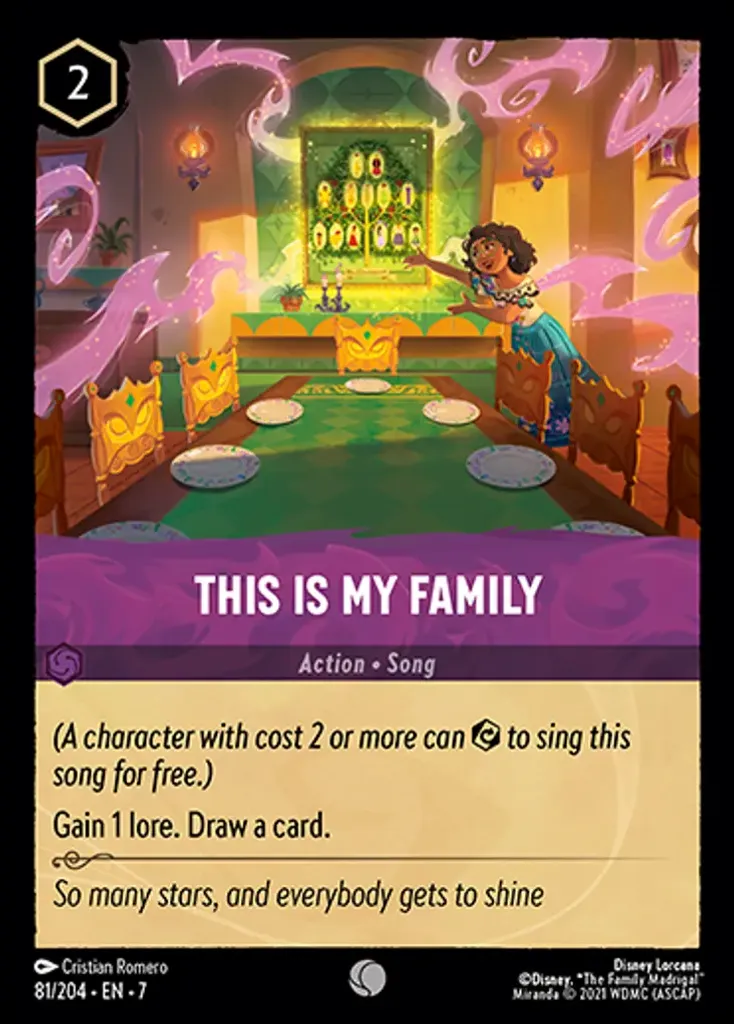 2
THIS IS MY FAMILY
Action • Song
(A character with cost 2 or more can to sing this
song for free.)
Gain 1 lore. Draw a card.
So many stars, and everybody gets to shine
Cristian Romero
81/204 • EN • 7
Disney Lorcana
©Disney, "The Family Madrigal"
Miranda © 2021 WDMC (ASCAP)